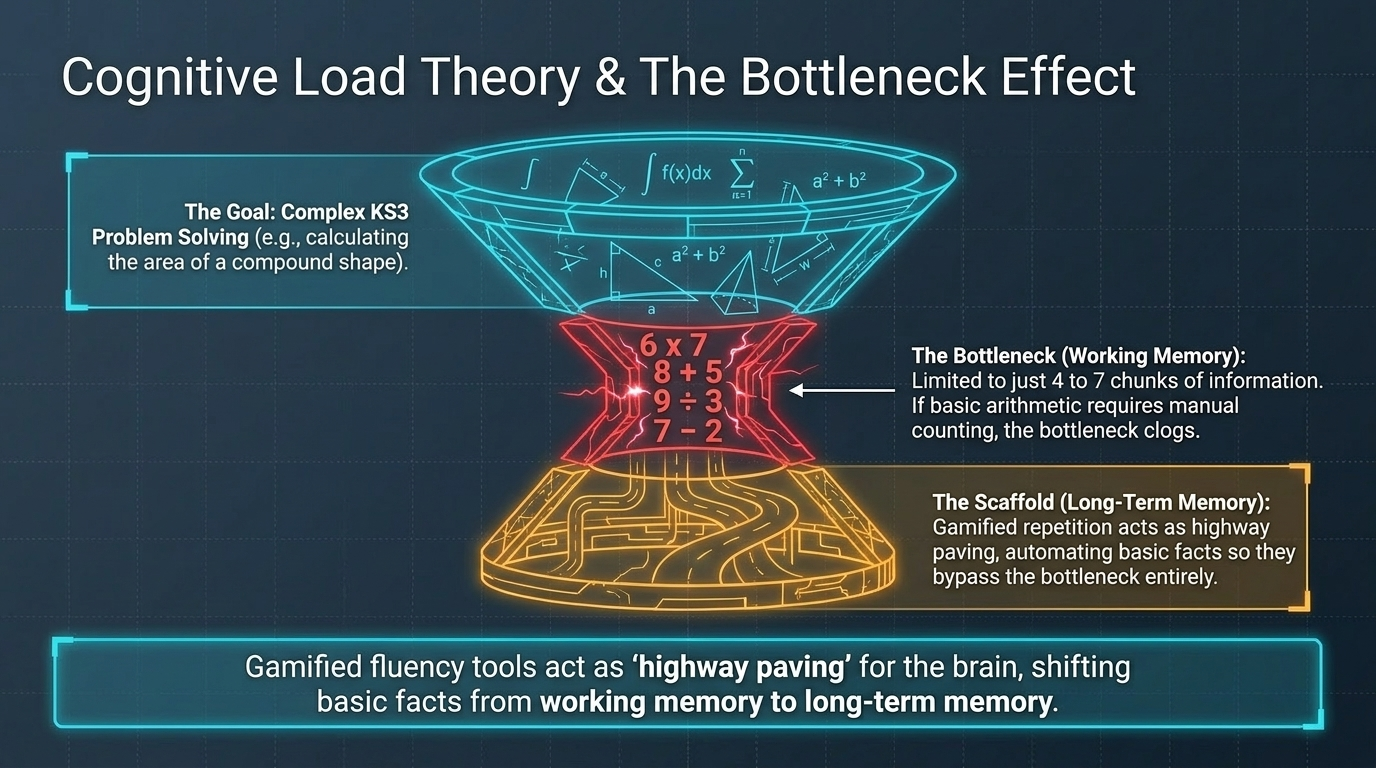 Cognitive Load Theory & The Bottleneck Effect
The Goal: Complex KS3
Problem Solving (e.g., calculating
the area of a compound shape).
∫
∫ f(x)dx
n
∑
a² + b²
a² + b²
h
c
a
w
6 x 7
8 + 5
9 ÷ 3
7 − 2
The Bottleneck (Working Memory):
Limited to just 4 to 7 chunks of information.
If basic arithmetic requires manual
counting, the bottleneck clogs.
The Scaffold (Long-Term Memory):
Gamified repetition acts as highway
paving, automating basic facts so they
bypass the bottleneck entirely.
Gamified fluency tools act as ‘highway paving’ for the brain, shifting
basic facts from working memory to long-term memory.